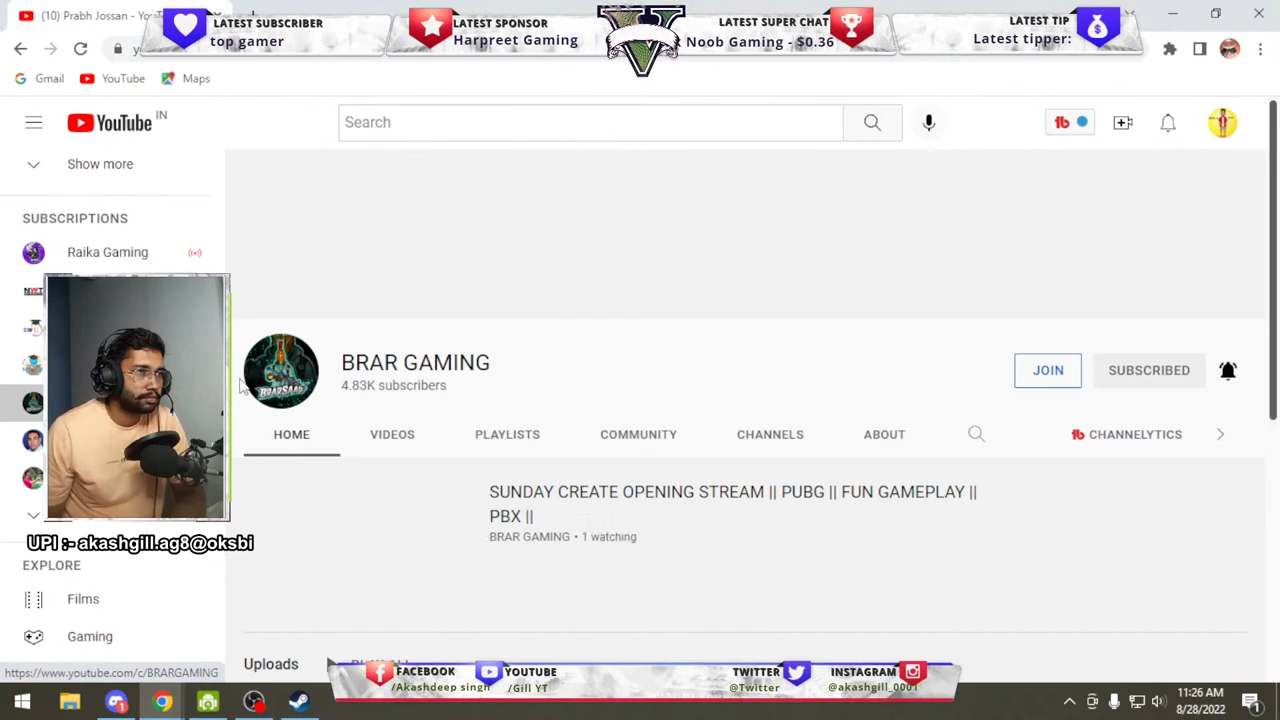 (10) Prabh Jossan - You
LATEST SUBSCRIBER
top gamer
LATEST SPONSOR
Harpreet Gaming
LATEST SUPER CHAT
Noob Gaming - $0.36
LATEST TIP
Latest tipper:
Gmail
YouTube
Maps
YouTube IN
Search
Show more
SUBSCRIPTIONS
Raika Gaming
NWT
BRARSAAB
BRAR GAMING
4.83K subscribers
JOIN
SUBSCRIBED
HOME
VIDEOS
PLAYLISTS
COMMUNITY
CHANNELS
ABOUT
CHANNELYTICS
SUNDAY CREATE OPENING STREAM || PUBG || FUN GAMEPLAY ||
PBX ||
BRAR GAMING • 1 watching
UPI :- akashgill.ag8@oksbi
EXPLORE
Films
Gaming
Uploads
https://www.youtube.com/c/BRARGAMING
FACEBOOK
/Akashdeep singh
YOUTUBE
/Gill YT
TWITTER
@Twitter
INSTAGRAM
@akashgill_0001
11:26 AM
8/28/2022